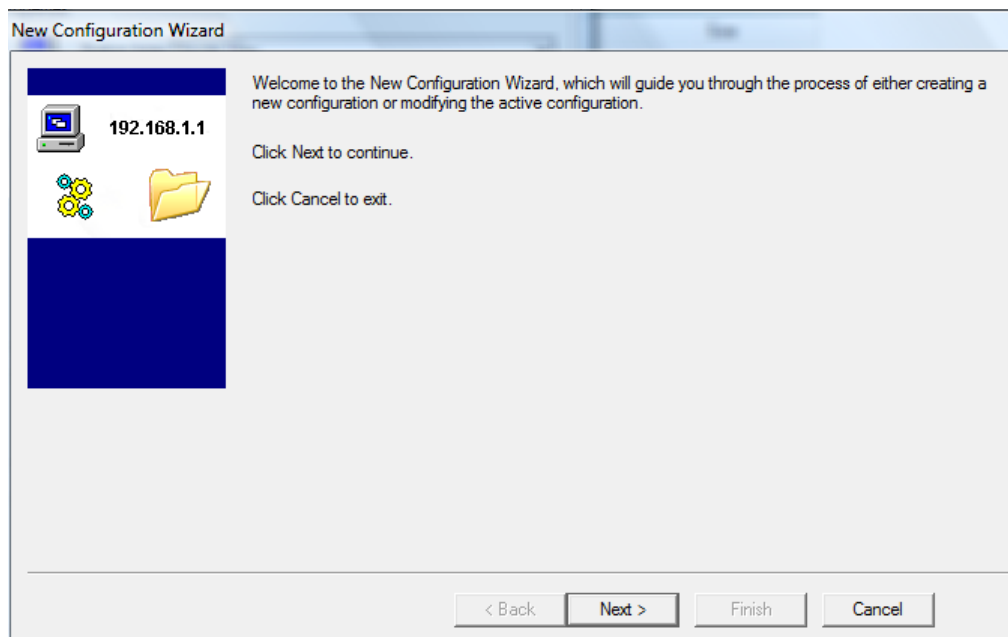 New Configuration Wizard
Welcome to the New Configuration Wizard, which will guide you through the process of either creating a
new configuration or modifying the active configuration.
192.168.1.1
Click Next to continue.
Click Cancel to exit.
< Back Next > Finish Cancel